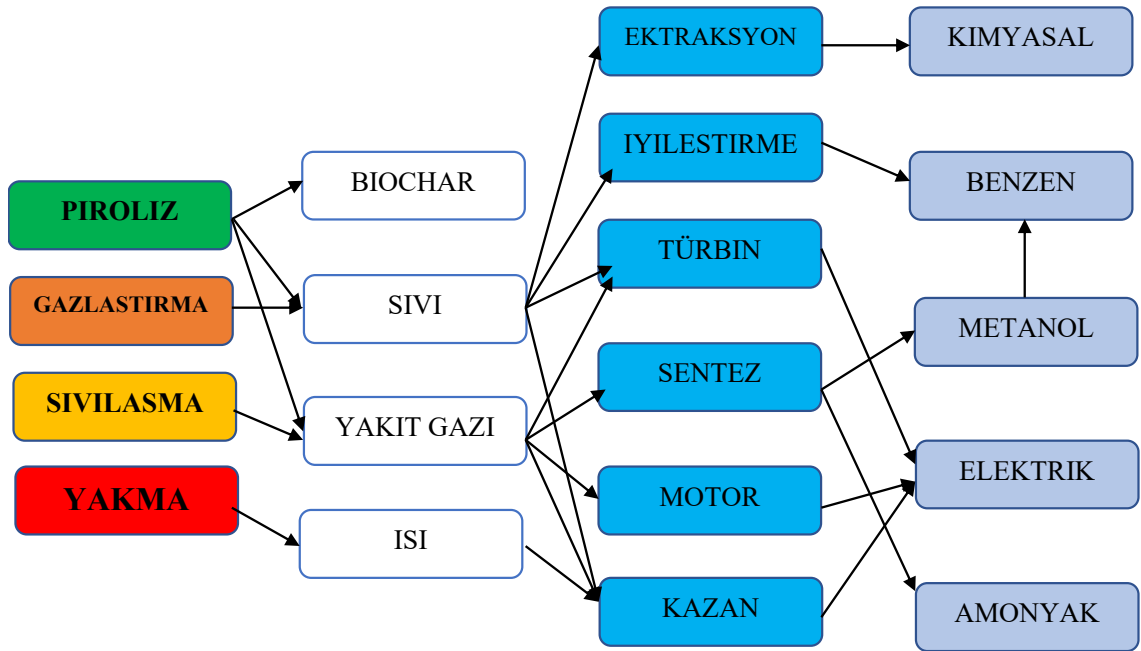 PIROLIZ
GAZLASTIRMA
SIVILASMA
YAKMA
BIOCHAR
SIVI
YAKIT GAZI
ISI
EKTRAKSYON
IYILESTIRME
TÜRBIN
SENTEZ
MOTOR
KAZAN
KIMYASAL
BENZEN
METANOL
ELEKTRIK
AMONYAK